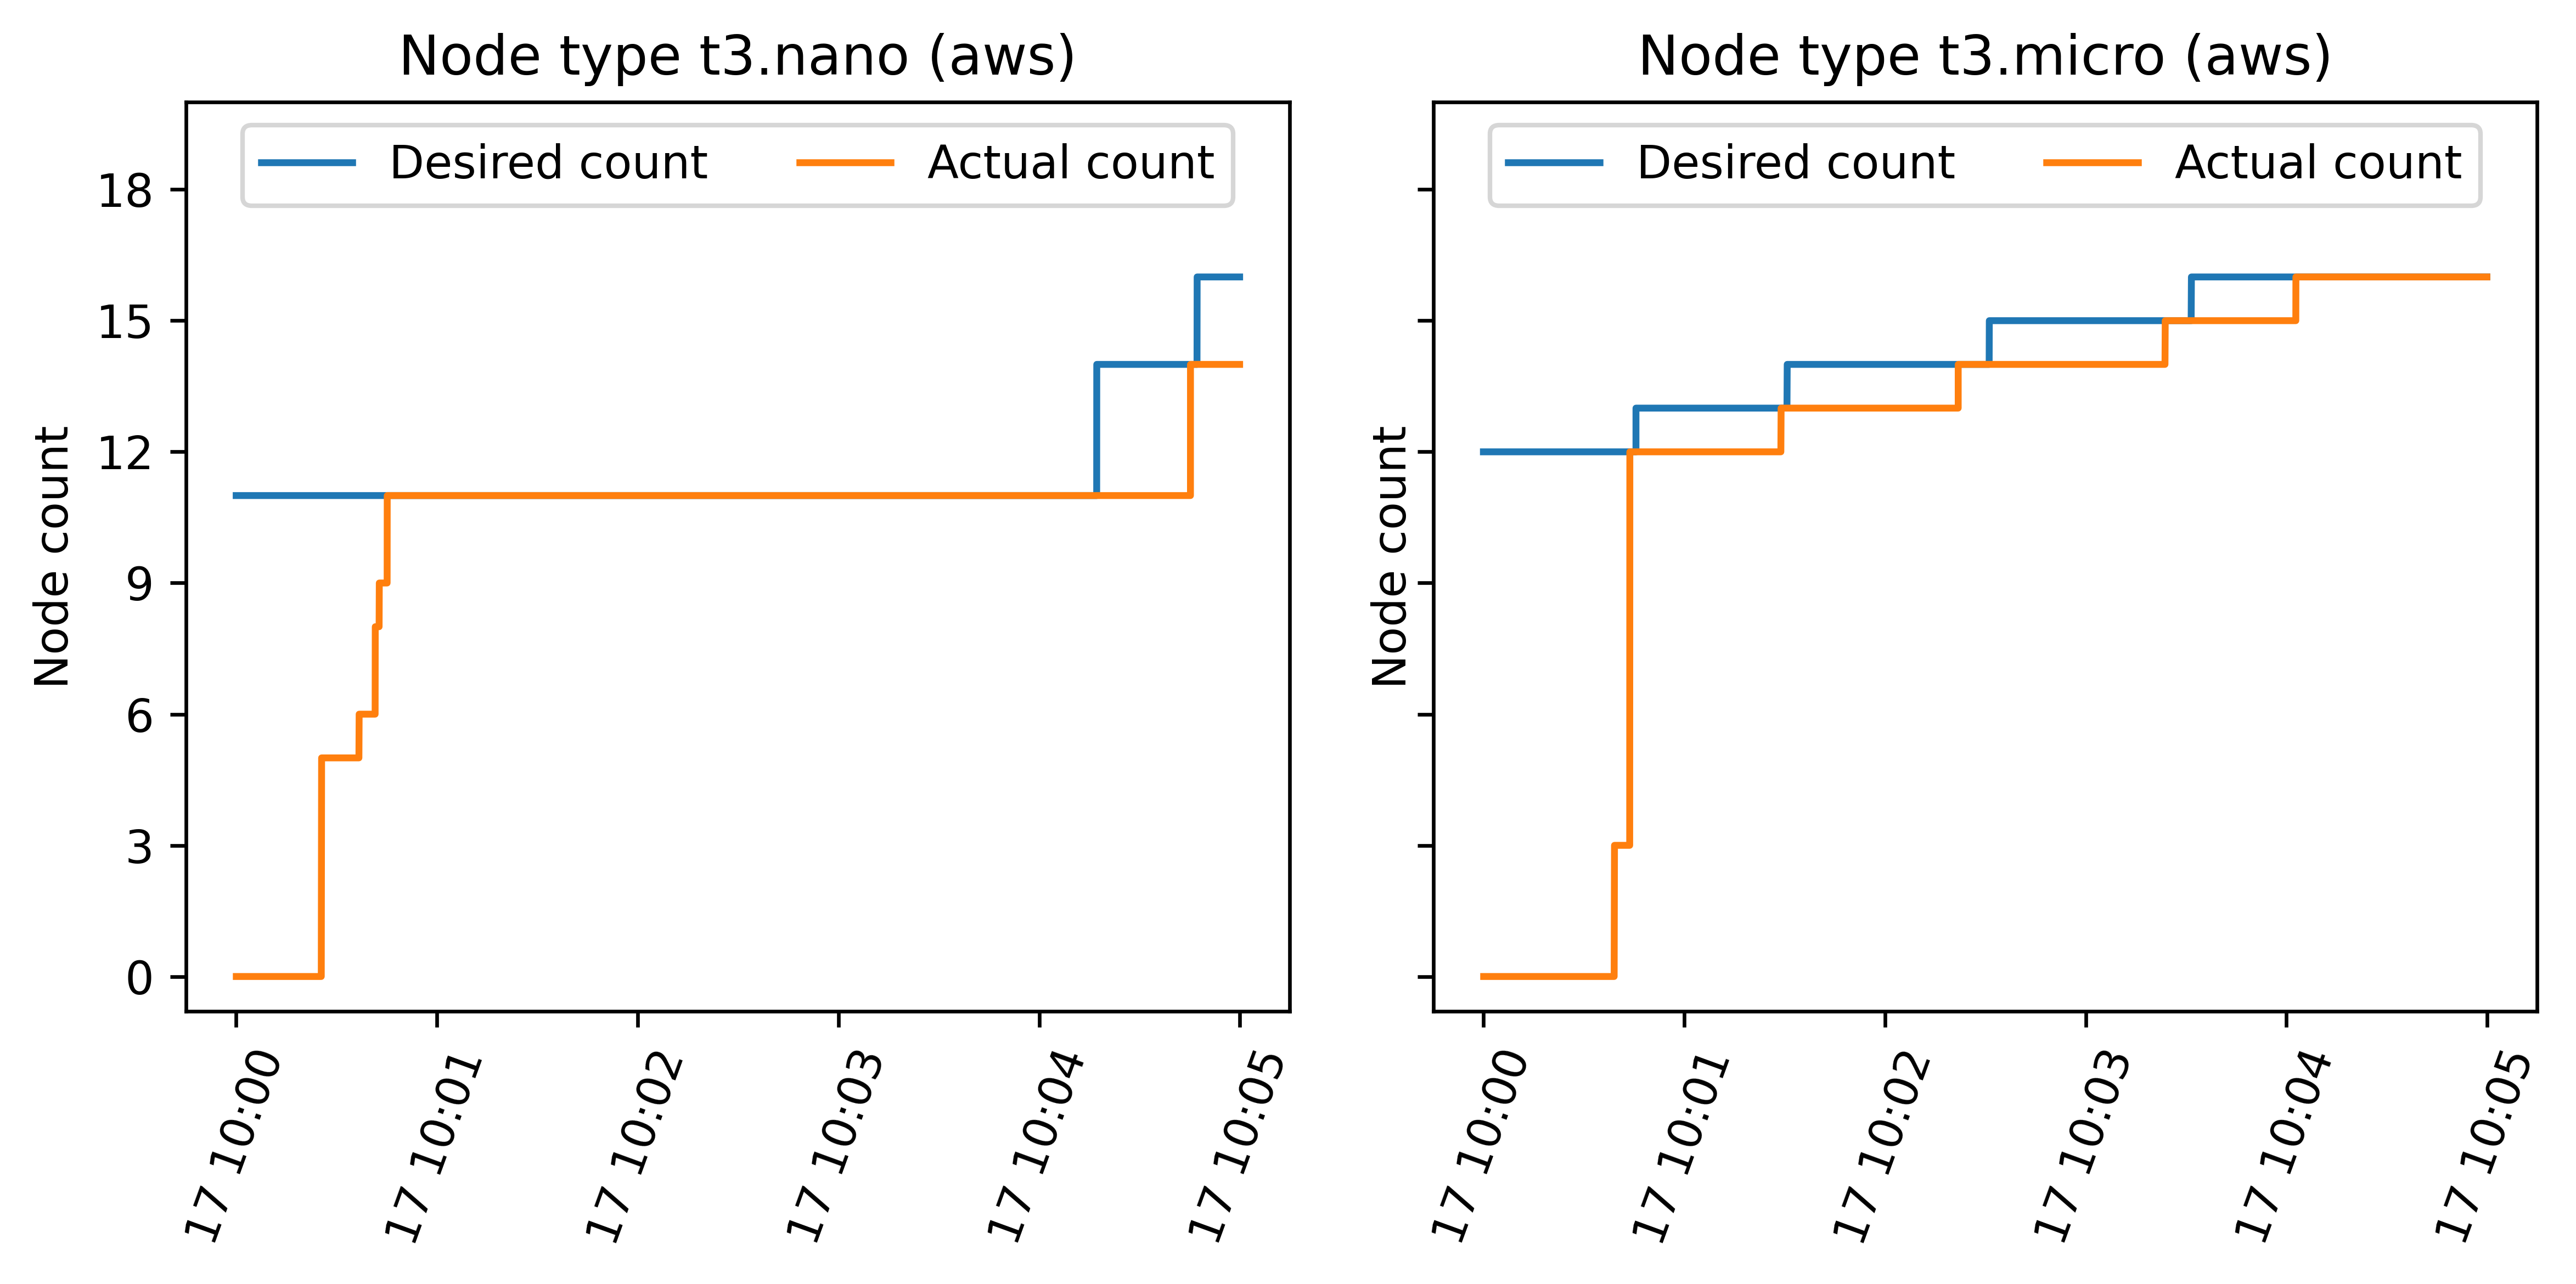 Node type t3.nano (aws)
Desired count
Actual count
Node count
18
15
12
9
6
3
0
17 10:00
17 10:01
17 10:02
17 10:03
17 10:04
17 10:05
Node type t3.micro (aws)
Desired count
Actual count
Node count
17 10:00
17 10:01
17 10:02
17 10:03
17 10:04
17 10:05